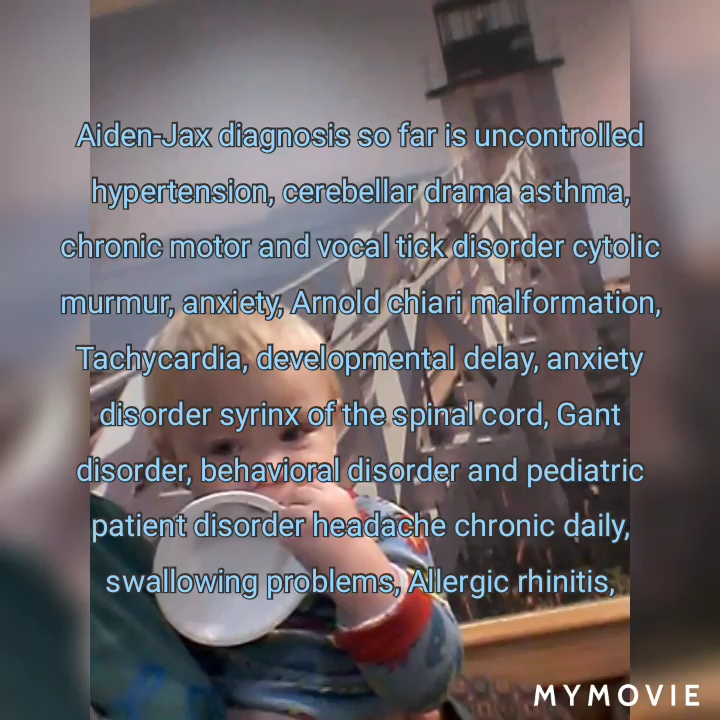 Aiden-Jax diagnosis so far is uncontrolled
hypertension, cerebellar drama asthma,
chronic motor and vocal tick disorder cytolic
murmur, anxiety, Arnold chiari malformation,
Tachycardia, developmental delay, anxiety
disorder syrinx of the spinal cord, Gant
disorder, behavioral disorder and pediatric
patient disorder headache chronic daily,
swallowing problems, Allergic rhinitis,
MYMOVIE